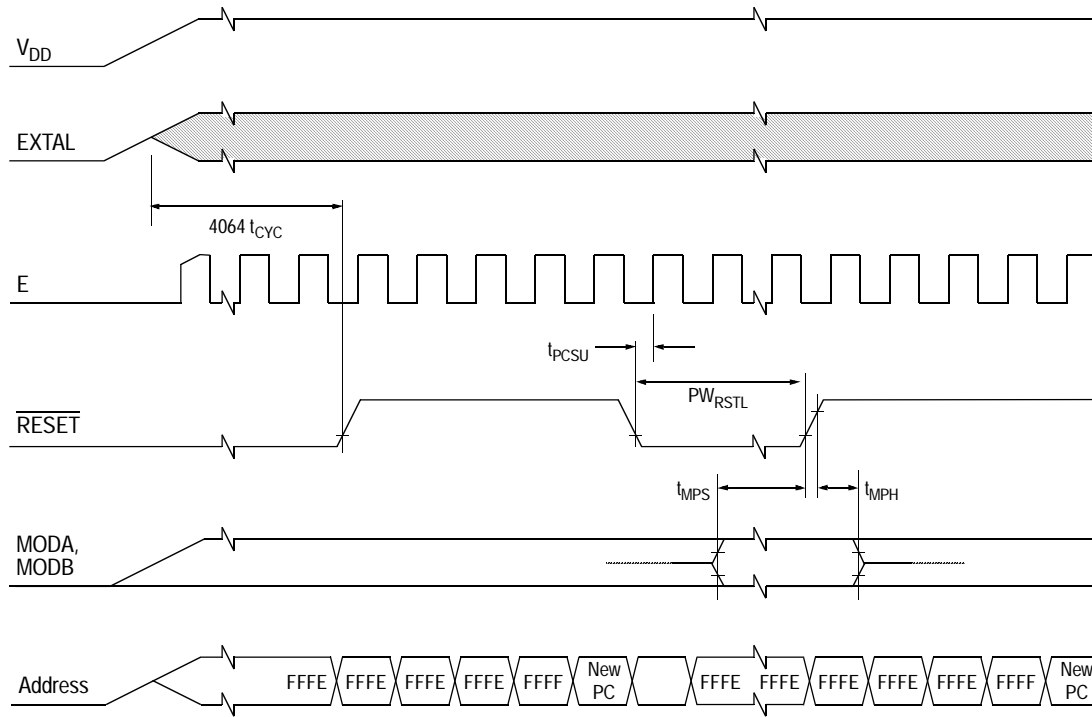 VDD
EXTAL
4064 tCYC
E
tPCSU
PWRSTL
RESET
tMPS
tMPH
MODA,
MODB
Address
FFFE FFFE FFFE FFFE FFFF New PC FFFE FFFE FFFE FFFE FFFE FFFF New PC